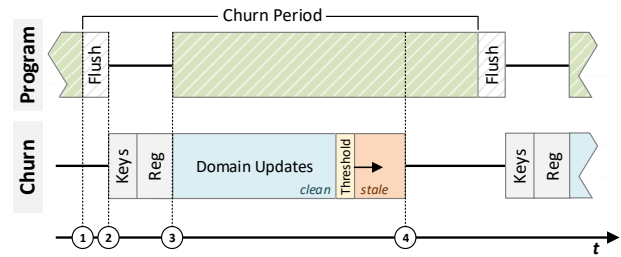 Churn Period
Program
Flush
Flush
Churn
Keys
Reg
Domain Updates
clean
Threshold
stale
Keys
Reg
1
2
3
4
t